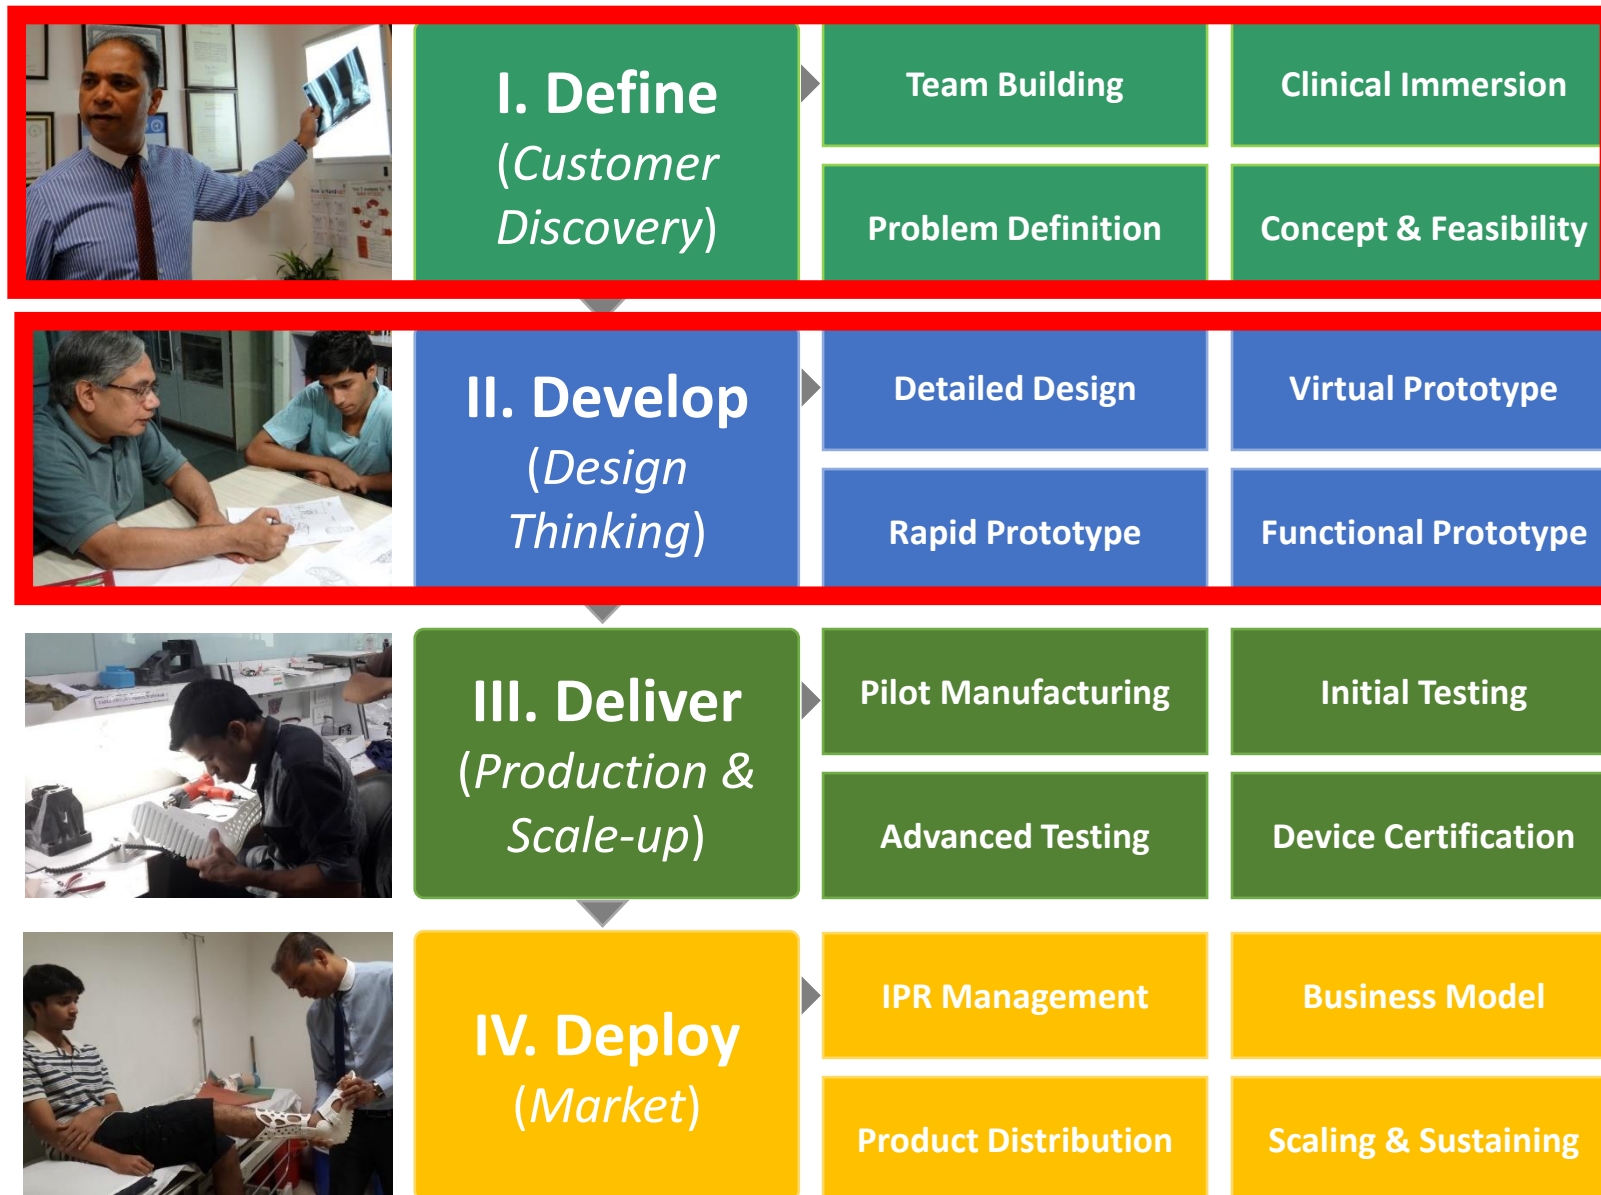 I. Define
(Customer
Discovery)
Team Building
Clinical Immersion
Problem Definition
Concept & Feasibility
II. Develop
(Design
Thinking)
Detailed Design
Virtual Prototype
Rapid Prototype
Functional Prototype
III. Deliver
(Production &
Scale-up)
Pilot Manufacturing
Initial Testing
Advanced Testing
Device Certification
IV. Deploy
(Market)
IPR Management
Business Model
Product Distribution
Scaling & Sustaining